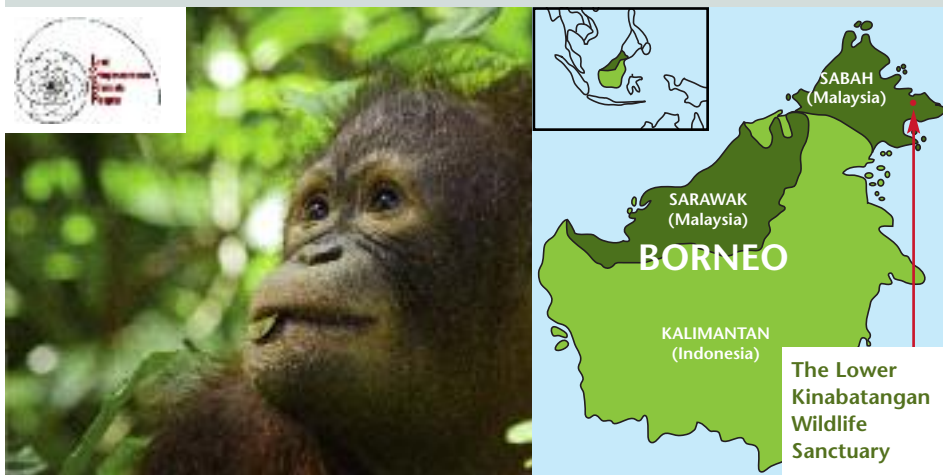 SABAH
(Malaysia)
SARAWAK
(Malaysia)
BORNEO
KALIMANTAN
(Indonesia)
The Lower
Kinabatangan
Wildlife
Sanctuary